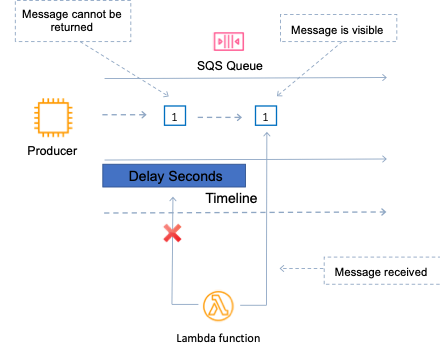 Message cannot be
returned
Message is visible
SQS Queue
1
1
Producer
Delay Seconds
Timeline
Message received
Lambda function